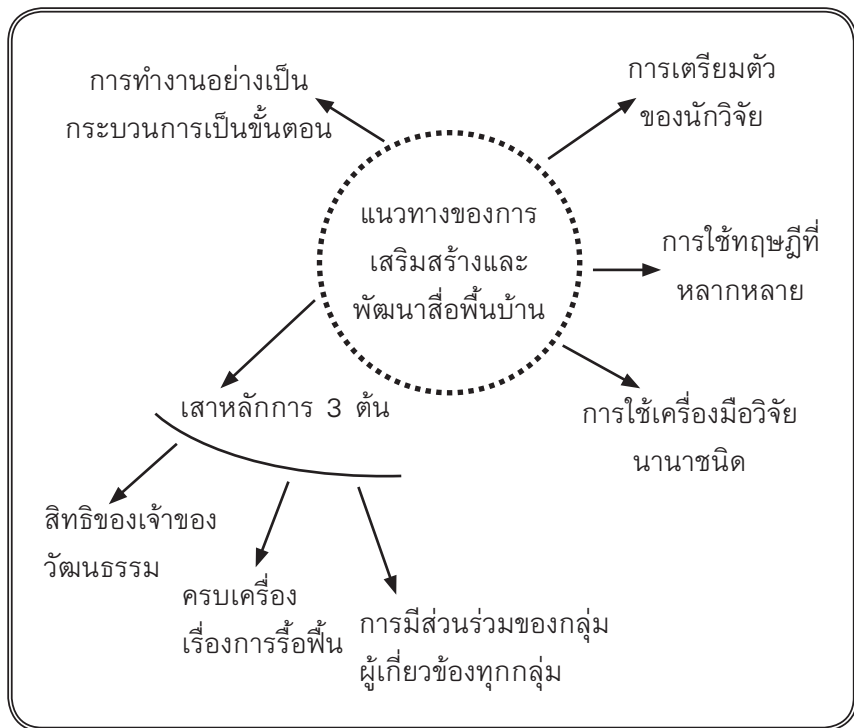 การทำงานอย่างเป็น
กระบวนการเป็นขั้นตอน
การเตรียมตัว
ของนักวิจัย
แนวทางของการ
เสริมสร้างและ
พัฒนาสื่อพื้นบ้าน
การใช้ทฤษฎีที่
หลากหลาย
เสาหลักการ 3 ต้น
การใช้เครื่องมือวิจัย
นานาชนิด
สิทธิของเจ้าของ
วัฒนธรรม
ครบเครื่อง
เรื่องการรื้อฟื้น
การมีส่วนร่วมของกลุ่ม
ผู้เกี่ยวข้องทุกกลุ่ม